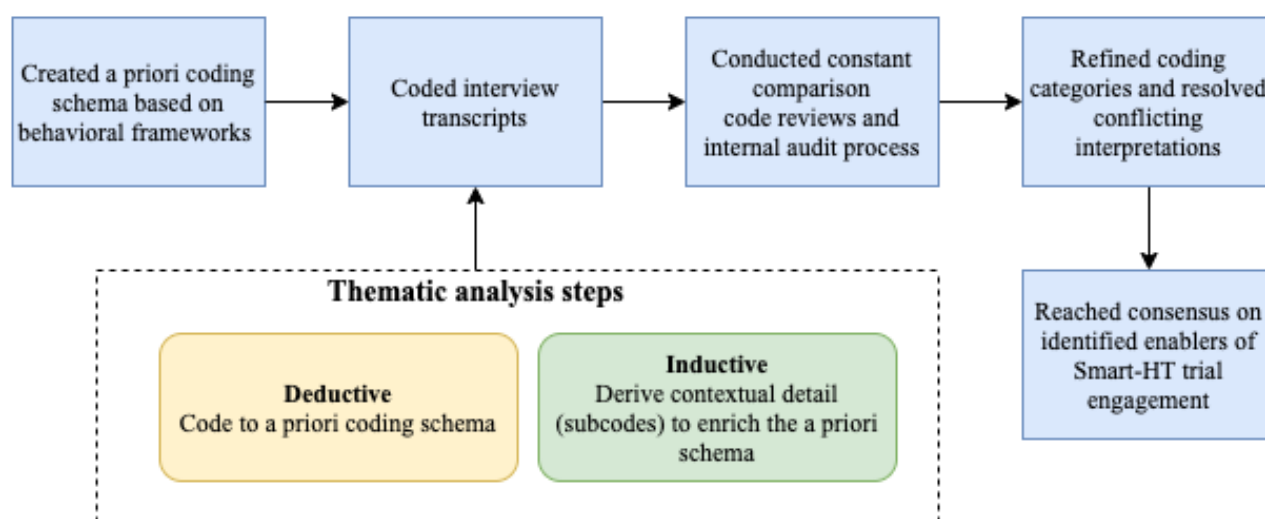 Created a priori coding
schema based on
behavioral frameworks
Coded interview
transcripts
Conducted constant
comparison
code reviews and
internal audit process
Refined coding
categories and resolved
conflicting
interpretations
Thematic analysis steps
Deductive
Code to a priori coding schema
Inductive
Derive contextual detail
(subcodes) to enrich the a priori
schema
Reached consensus on
identified enablers of
Smart-HT trial
engagement